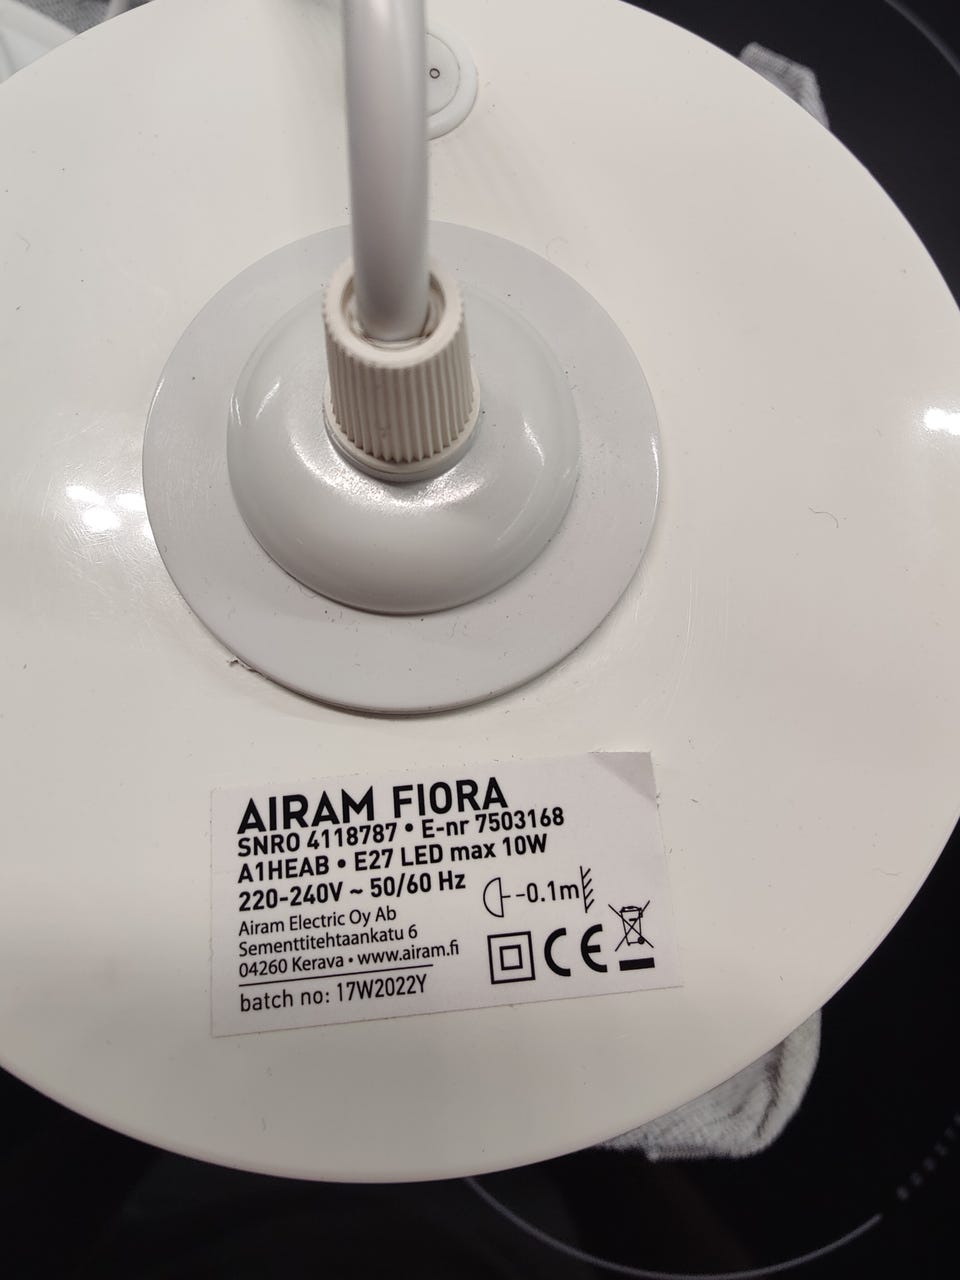 AIRAM FIORA
SNRO 4118787 • E-nr 7503168
A1HEAB • E27 LED max 10W
220-240V ~ 50/60 Hz
Airam Electric Oy Ab
Sementtitehtaankatu 6
04260 Kerava • www.airam.fi
batch no: 17W2022Y
-0.1m
CE